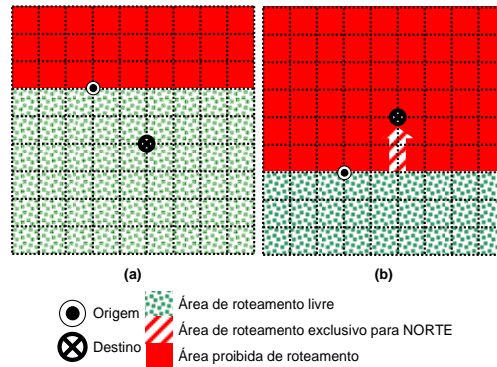 (a) (b)
Origem
Destino
Área de roteamento livre
Área de roteamento exclusivo para NORTE
Área proibida de roteamento